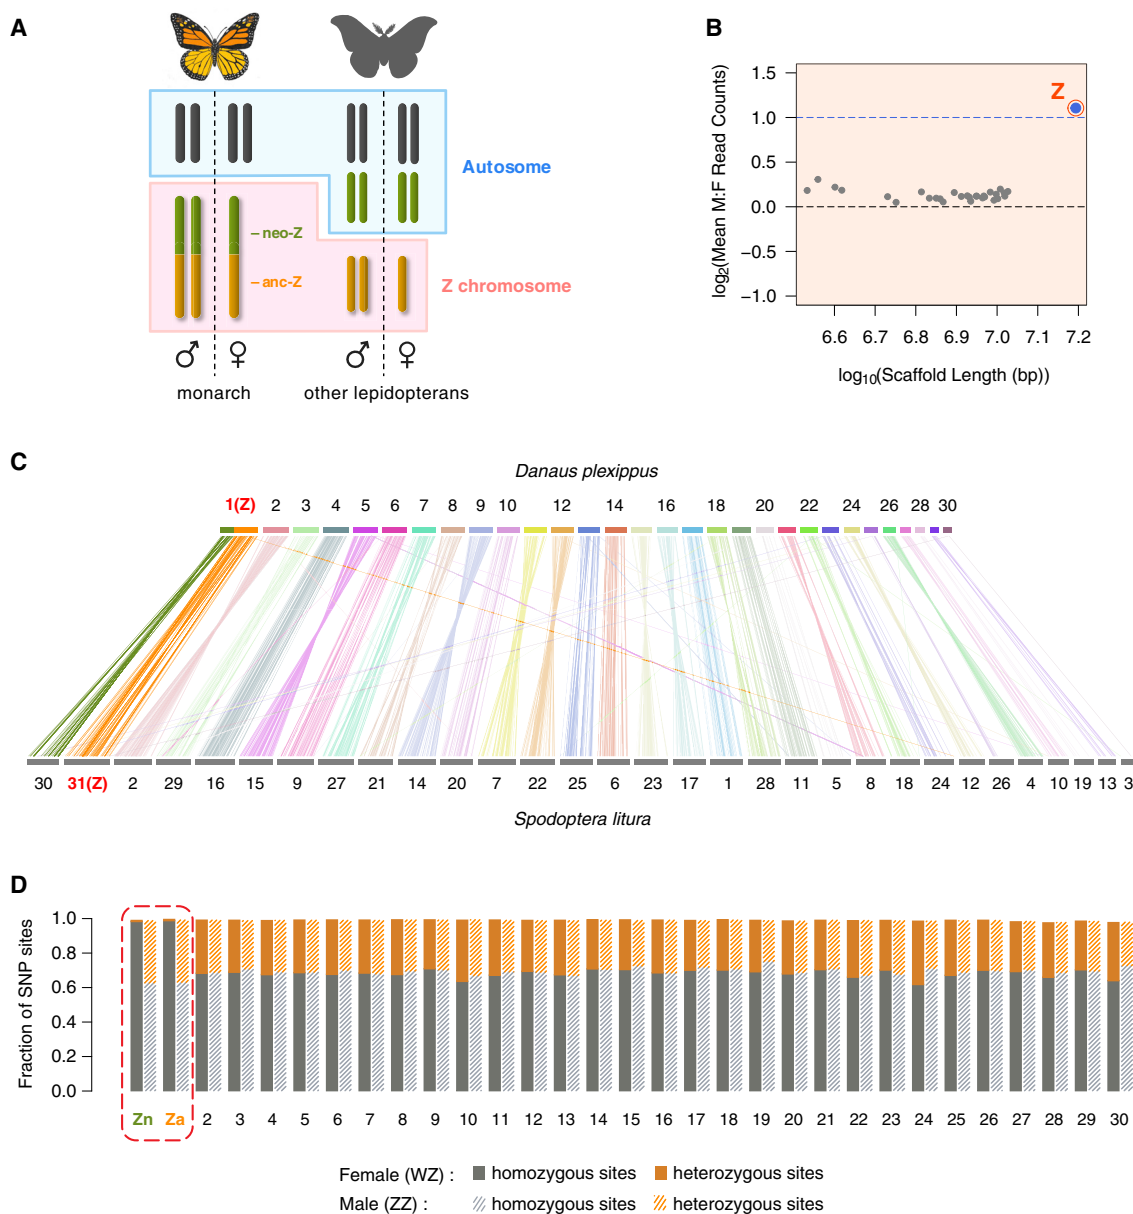 A
Autosome
– neo-Z
– anc-Z
Z chromosome
♂ ♀ ♂ ♀
monarch other lepidopterans
B
log2(Mean M:F Read Counts)
1.5
1.0
0.5
0.0
−0.5
−1.0
Z
6.6 6.7 6.8 6.9 7.0 7.1 7.2
log10(Scaffold Length (bp))
C
Danaus plexippus
1(Z) 2 3 4 5 6 7 8 9 10 12 14 16 18 20 22 24 26 28 30
30 31(Z) 2 29 16 15 9 27 21 14 20 7 22 25 6 23 17 1 28 11 5 8 18 24 12 26 4 10 19 13 3
Spodoptera litura
D
Fraction of SNP sites
1.0
0.8
0.6
0.4
0.2
0.0
Zn Za 2 3 4 5 6 7 8 9 10 11 12 13 14 15 16 17 18 19 20 21 22 23 24 25 26 27 28 29 30
Female (WZ) : homozygous sites heterozygous sites
Male (ZZ) : homozygous sites heterozygous sites